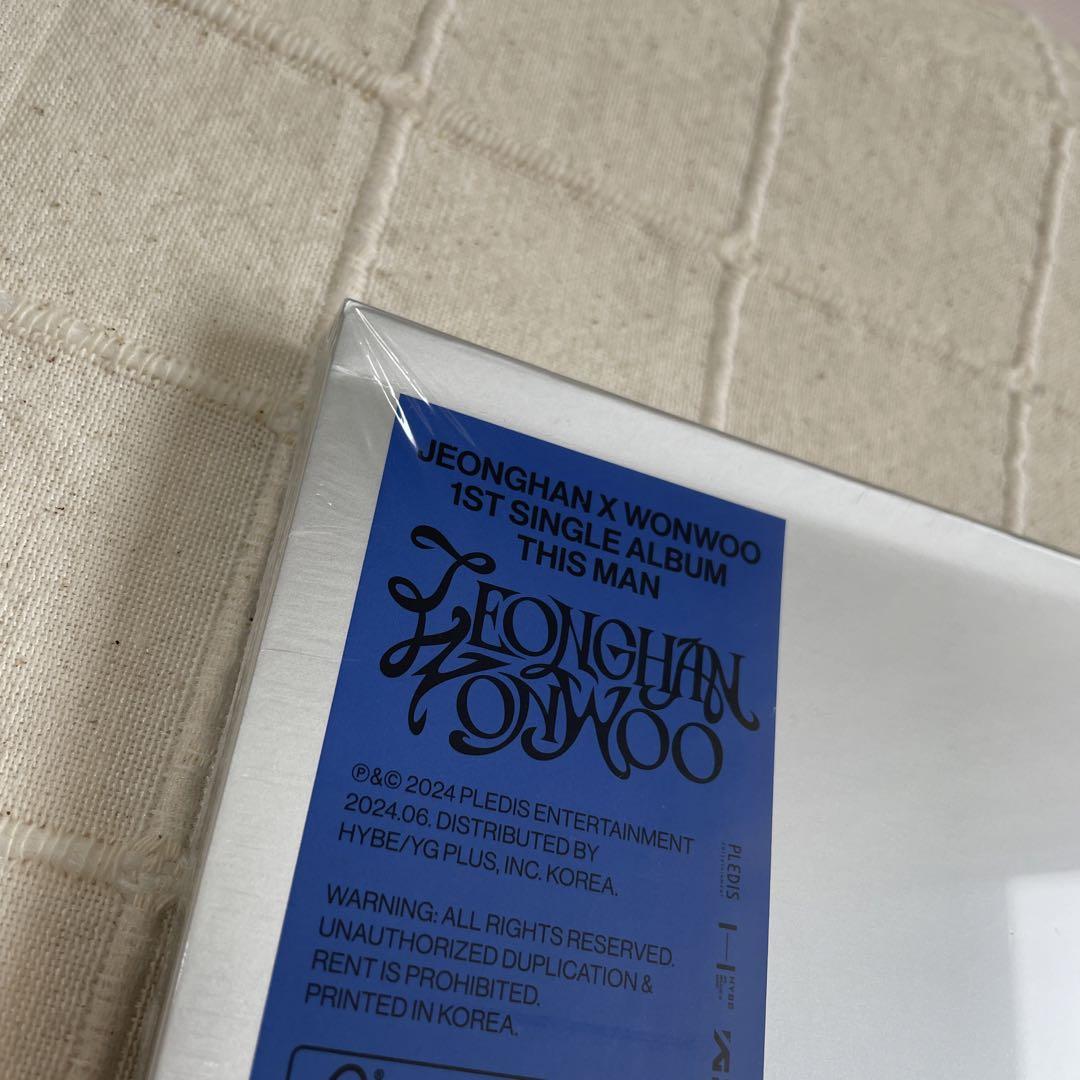 JEONGHAN X WONWOO
1ST SINGLE ALBUM
THIS MAN
JEONGHAN
WONWOO
℗&© 2024 PLEDIS ENTERTAINMENT
2024.06. DISTRIBUTED BY
HYBE/YG PLUS, INC. KOREA.
WARNING: ALL RIGHTS RESERVED.
UNAUTHORIZED DUPLICATION &
RENT IS PROHIBITED.
PRINTED IN KOREA.
PLEDIS
HYBE